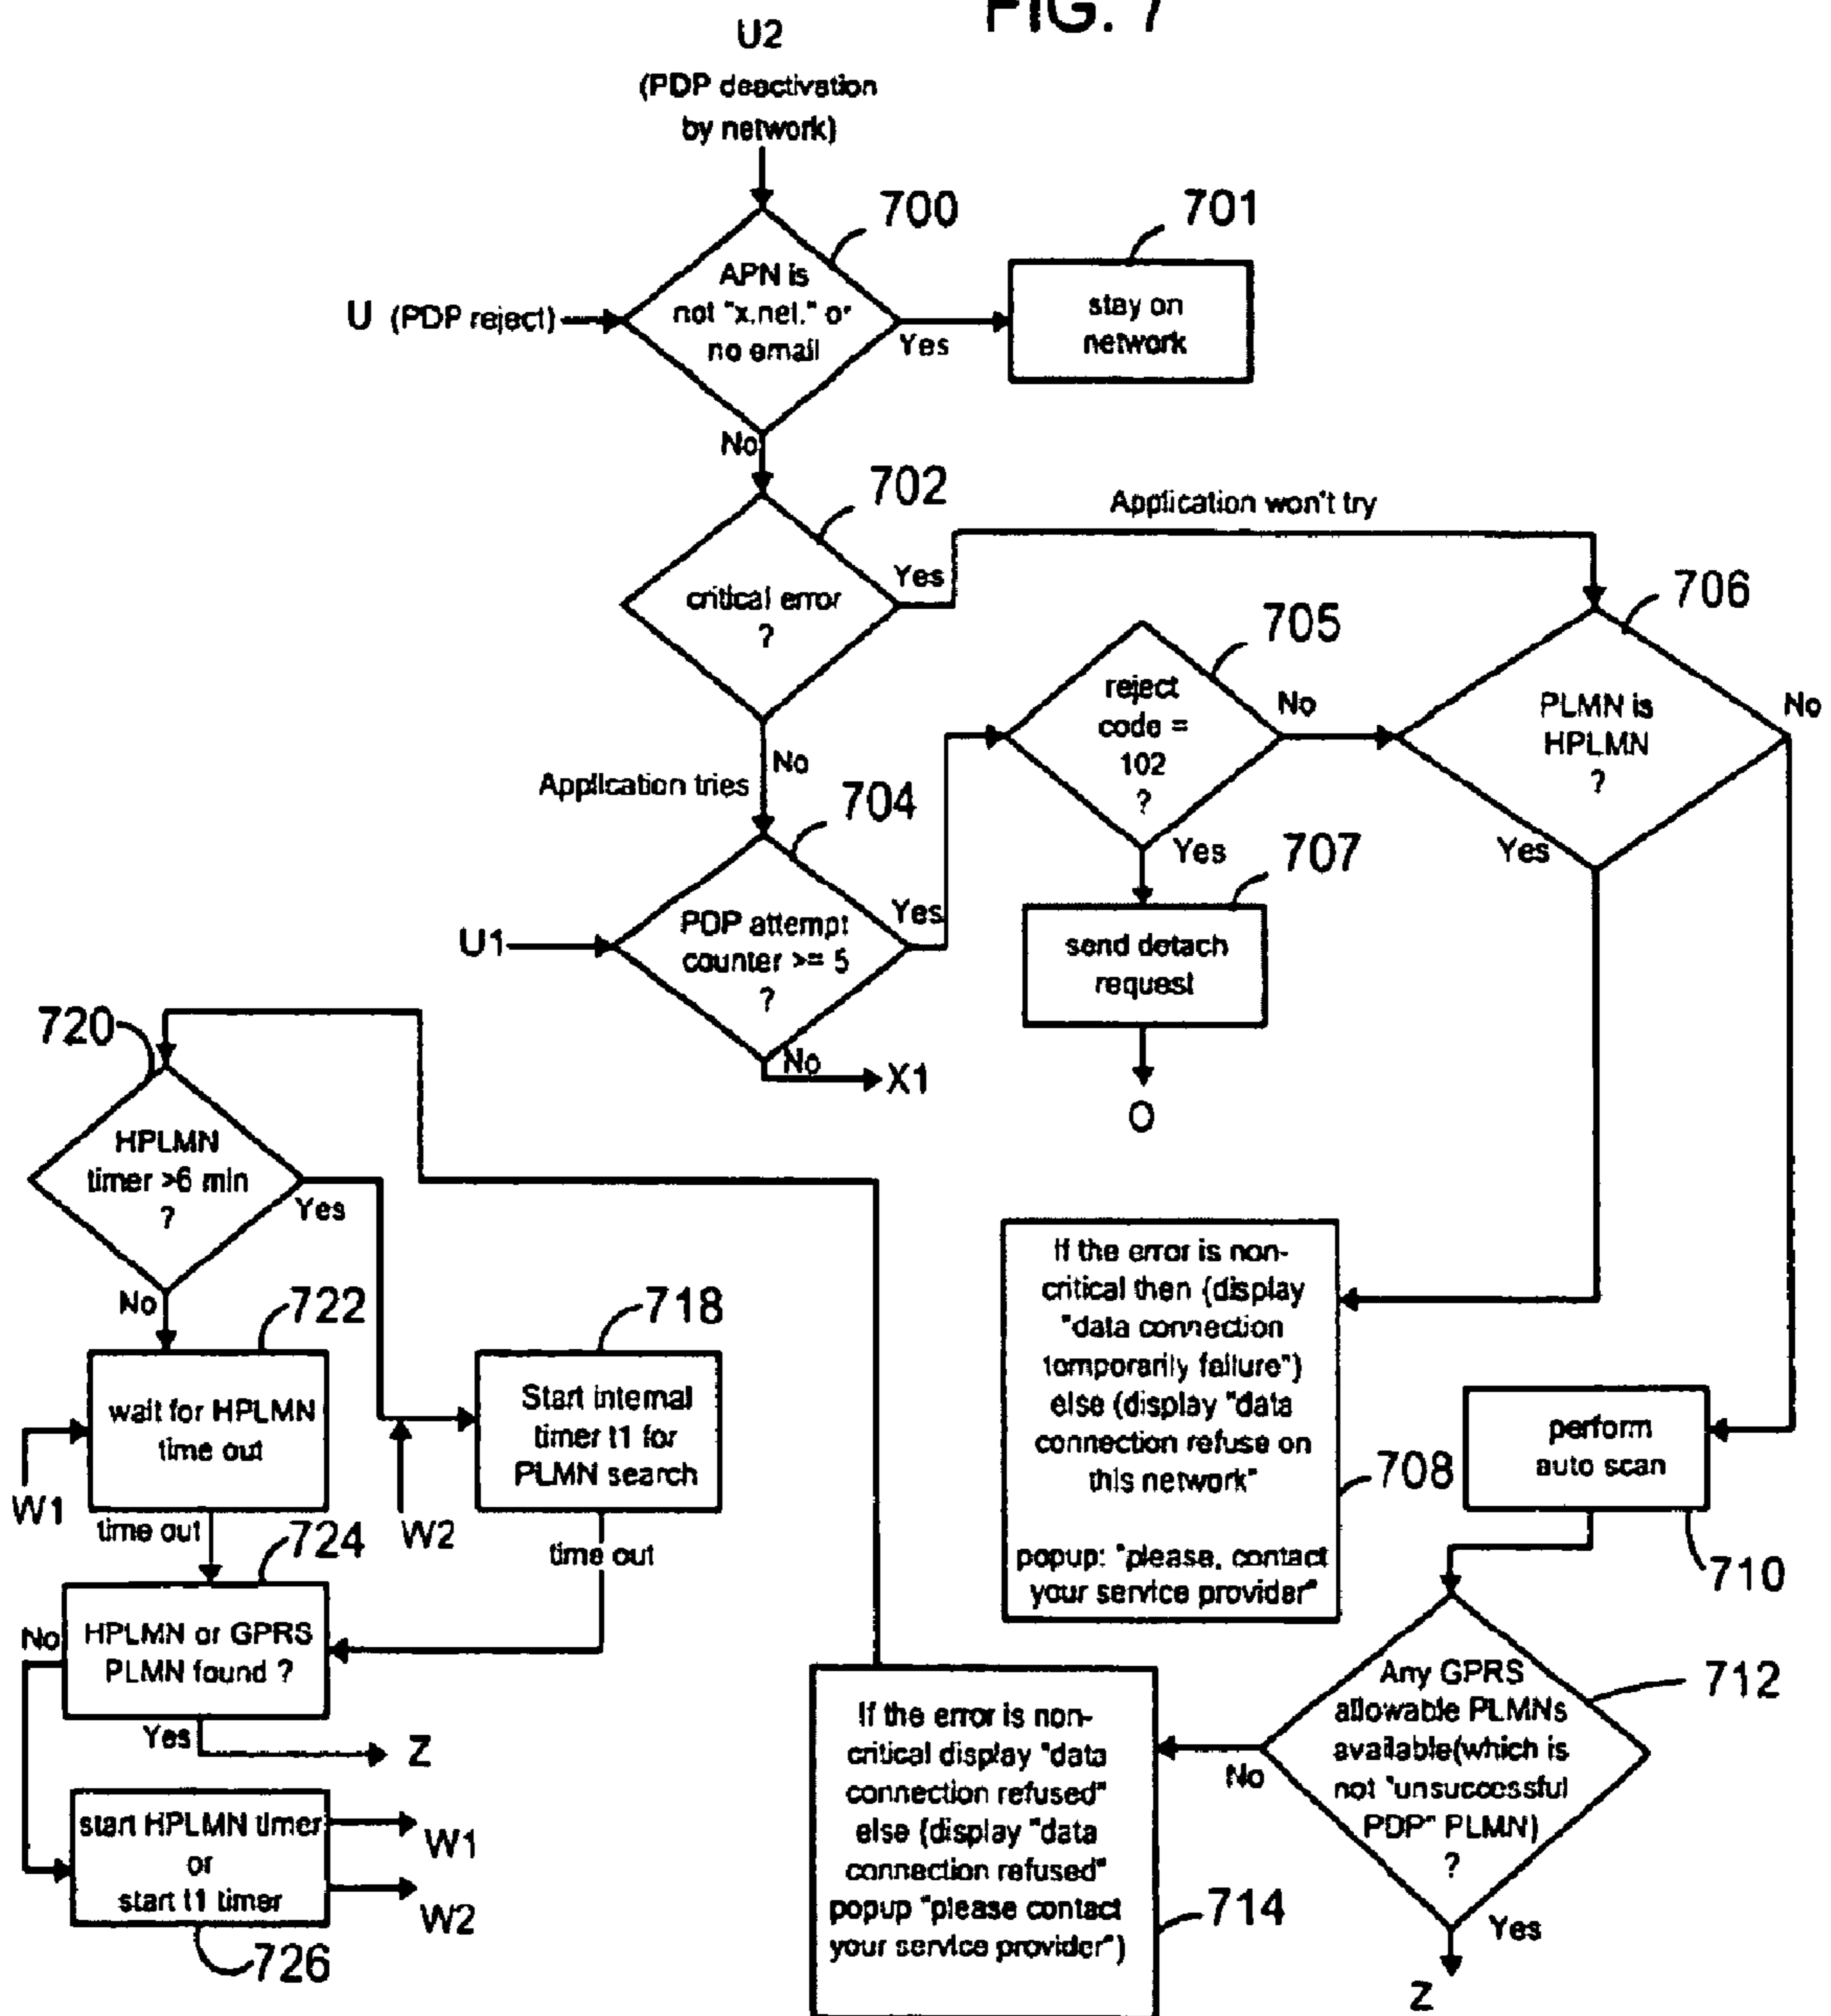 FIG. 7
U2
(PDP deactivation
by network)
700
701
APN is
not "x.net." or
no email
U (PDP reject)
Yes
stay on
network
No
702
Application won't try
critical error
?
Yes
706
705
reject
code =
102
?
No
PLMN is
HPLMN
?
No
No
Application tries
704
Yes
707
Yes
U1
PDP attempt
counter >= 5
?
Yes
send detach
request
720
No
X1
O
HPLMN
timer >6 min
?
Yes
No
722
718
wait for HPLMN
time out
Start internal
timer t1 for
PLMN search
If the error is non-
critical then (display
"data connection
temporarily failure")
else (display "data
connection refuse on
this network"
popup: "please, contact
your service provider"
708
perform
auto scan
710
W1
time out
724
W2
time out
No
HPLMN or GPRS
PLMN found ?
Yes
Z
start HPLMN timer
or
start t1 timer
W1
W2
726
If the error is non-
critical display "data
connection refused"
else (display "data
connection refused"
popup "please contact
your service provider")
714
Any GPRS
allowable PLMNs
available(which is
not "unsuccessful
PDP" PLMN)
?
712
No
Yes
Z